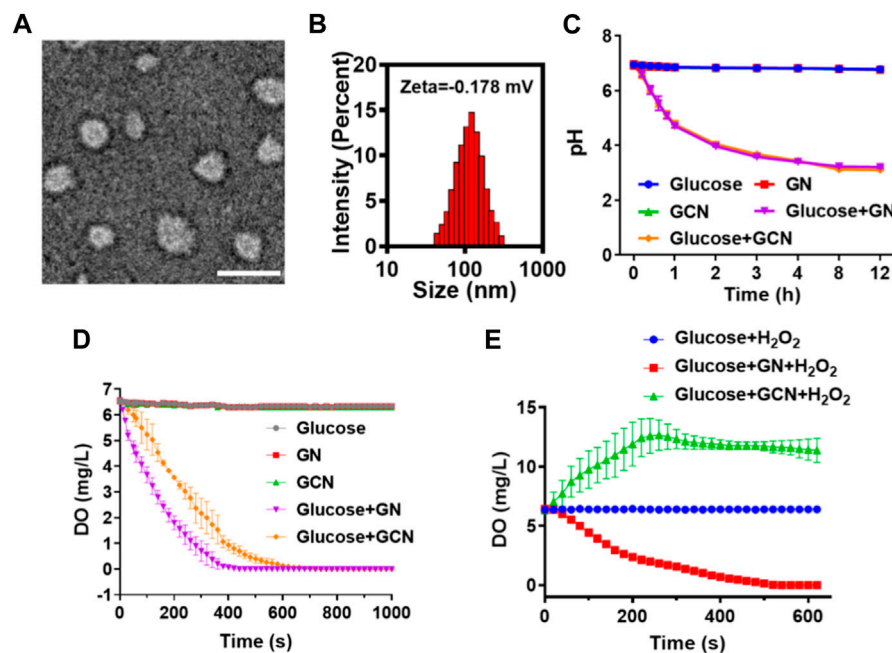 A
B
20
15
10
5
0
Intensity (Percent)
Zeta=-0.178 mV
10
100
1000
Size (nm)
C
8
6
4
2
0
pH
Glucose
GN
GCN
Glucose+GN
Glucose+GCN
0
1
2
3
4
8
12
Time (h)
D
7
6
5
4
3
2
1
0
-1
DO (mg/L)
Glucose
GN
GCN
Glucose+GN
Glucose+GCN
0
200
400
600
800
1000
Time (s)
E
Glucose+H₂O₂
Glucose+GN+H₂O₂
Glucose+GCN+H₂O₂
15
10
5
0
DO (mg/L)
0
200
400
600
Time (s)